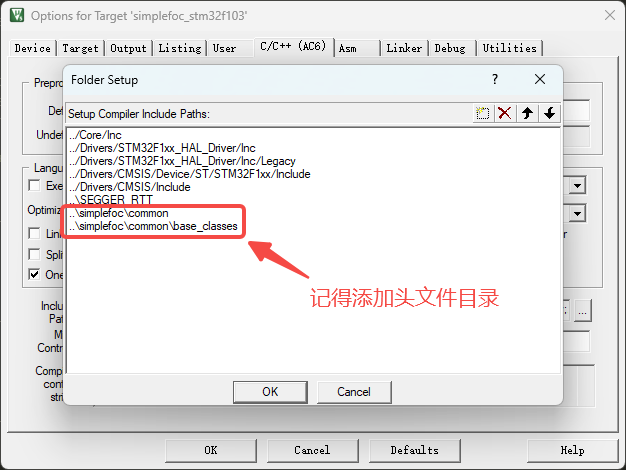 Options for Target 'simplefoc_stm32f103'
Device
Target
Output
Listing
User
C/C++ (AC6)
Asm
Linker
Debug
Utilities
Folder Setup
?
Setup Compiler Include Paths:
../Core/Inc
../Drivers/STM32F1xx_HAL_Driver/Inc
../Drivers/STM32F1xx_HAL_Driver/Inc/Legacy
../Drivers/CMSIS/Device/ST/STM32F1xx/Include
../Drivers/CMSIS/Include
..\SEGGER_RTT
..\simplefoc\common
..\simplefoc\common\base_classes
记得添加头文件目录
Prepro
Def
Undef
Langu
Exe
Optimiz
Link
Split
One
Inclu
Pat
M
Contr
Comp
cont
stri
...
OK
Cancel
OK
Cancel
Defaults
Help